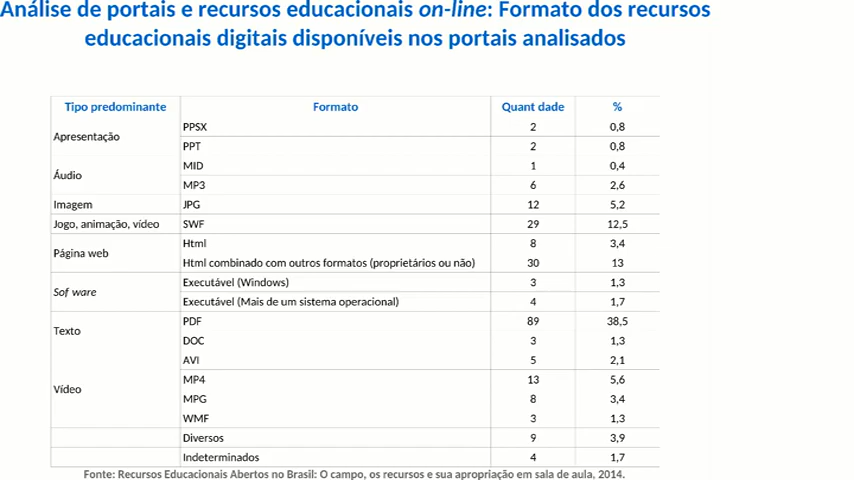 Análise de portais e recursos educacionais on-line: Formato dos recursos
educacionais digitais disponíveis nos portais analisados
Tipo predominante Formato Quant dade %
Apresentação PPSX 2 0,8
PPT 2 0,8
Áudio MID 1 0,4
MP3 6 2,6
Imagem JPG 12 5,2
Jogo, animação, vídeo SWF 29 12,5
Página web Html 8 3,4
Html combinado com outros formatos (proprietários ou não) 30 13
Sof ware Executável (Windows) 3 1,3
Executável (Mais de um sistema operacional) 4 1,7
Texto PDF 89 38,5
DOC 3 1,3
Vídeo AVI 5 2,1
MP4 13 5,6
MPG 8 3,4
WMF 3 1,3
Diversos 9 3,9
Indeterminados 4 1,7
Fonte: Recursos Educacionais Abertos no Brasil: O campo, os recursos e sua apropriação em sala de aula, 2014.